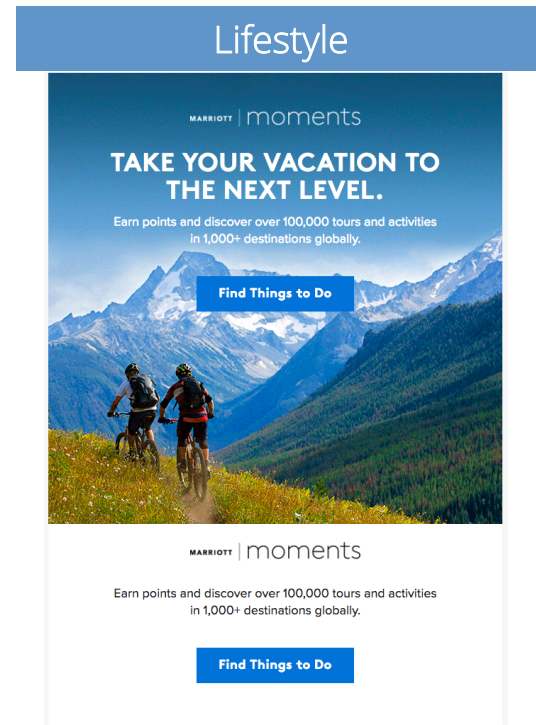 Lifestyle
MARRIOTT | moments
TAKE YOUR VACATION TO
THE NEXT LEVEL.
Earn points and discover over 100,000 tours and activities
in 1,000+ destinations globally.
Find Things to Do
MARRIOTT | moments
Earn points and discover over 100,000 tours and activities
in 1,000+ destinations globally.
Find Things to Do